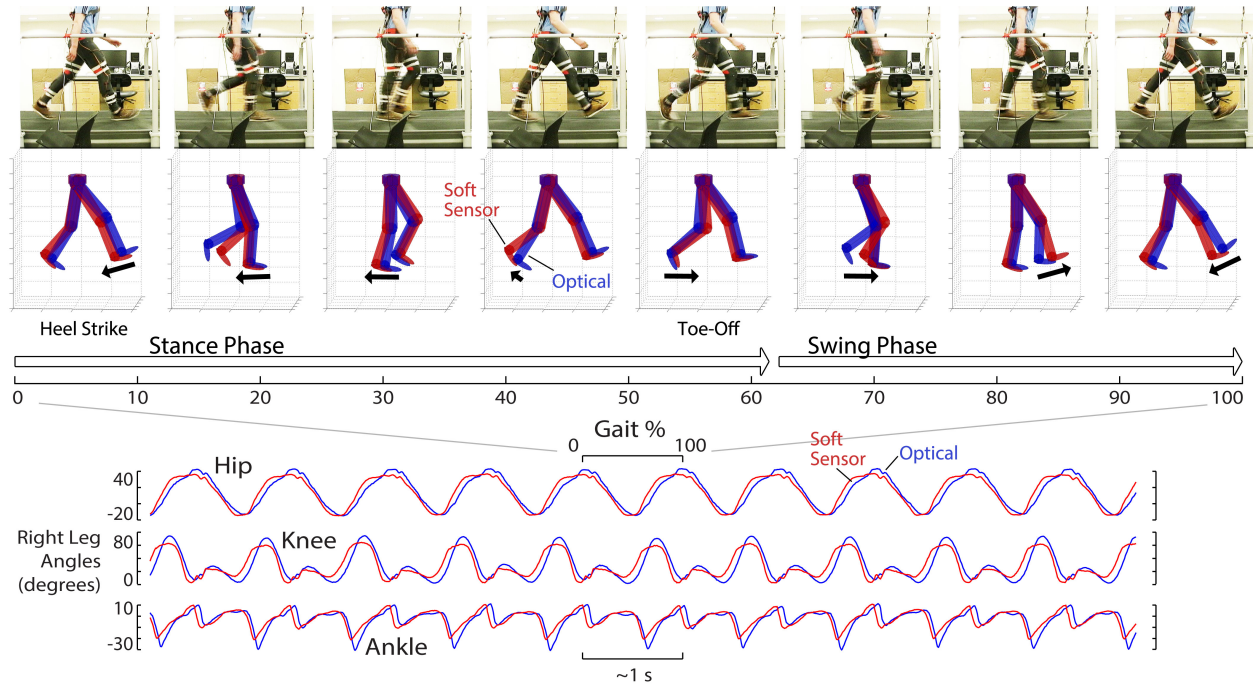 Soft
Sensor
Optical
Heel Strike
Toe-Off
Stance Phase
Swing Phase
0 10 20 30 40 50 60 70 80 90 100
Gait %
0 100
Soft
Sensor
Optical
Hip
40
-20
Right Leg
Angles
(degrees)
Knee
80
0
10
-30
Ankle
~1 s